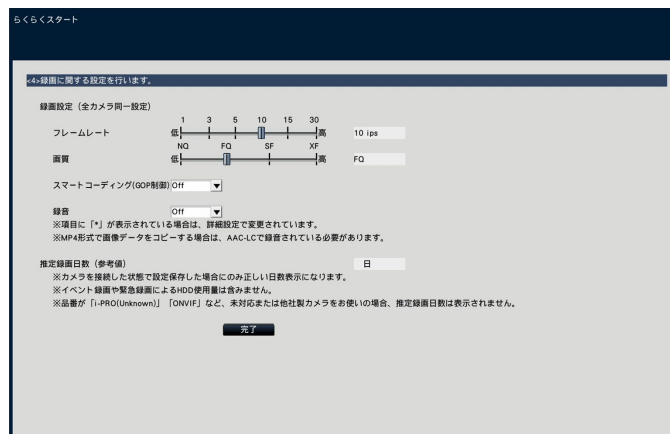 らくらくスタート
<4>録画に関する設定を行います。
録画設定（全カメラ同一設定）
1 3 5 10 15 30
フレームレート 低 高 10 ips
NQ FQ SF XF
画質 低 高 FQ
スマートコーディング(GOP制御) Off
録音 Off
※項目に「*」が表示されている場合は、詳細設定で変更されています。
※MP4形式で画像データをコピーする場合は、AAC-LCで録音されている必要があります。
推定録画日数（参考値） 日
※カメラを接続した状態で設定保存した場合にのみ正しい日数表示になります。
※イベント録画や緊急録画によるHDD使用量は含みません。
※品番が「i-PRO(Unknown)」「ONVIF」など、未対応または他社製カメラをお使いの場合、推定録画日数は表示されません。
完了